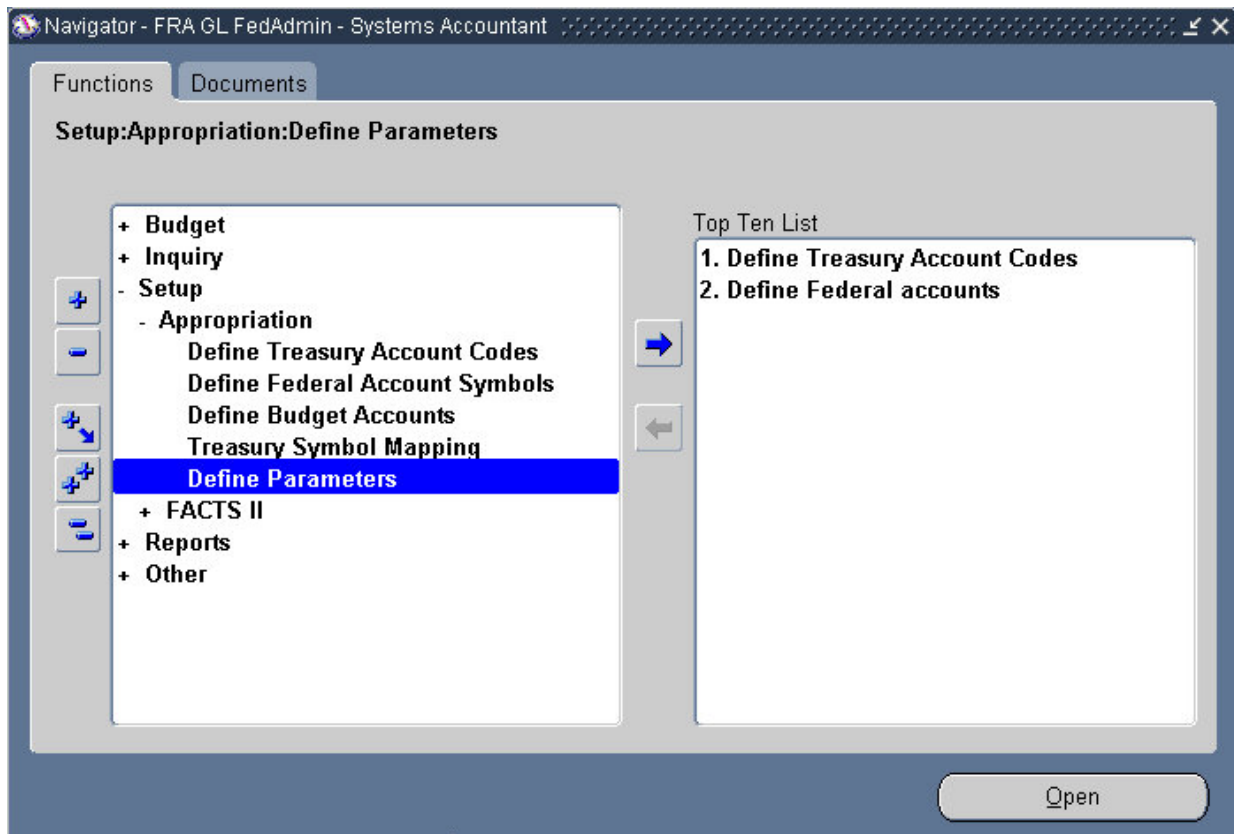 Navigator - FRA GL FedAdmin - Systems Accountant
Functions Documents
Setup:Appropriation:Define Parameters
+ Budget
+ Inquiry
- Setup
- Appropriation
Define Treasury Account Codes
Define Federal Account Symbols
Define Budget Accounts
Treasury Symbol Mapping
Define Parameters
+ FACTS II
+ Reports
+ Other
Top Ten List
1. Define Treasury Account Codes
2. Define Federal accounts
Open